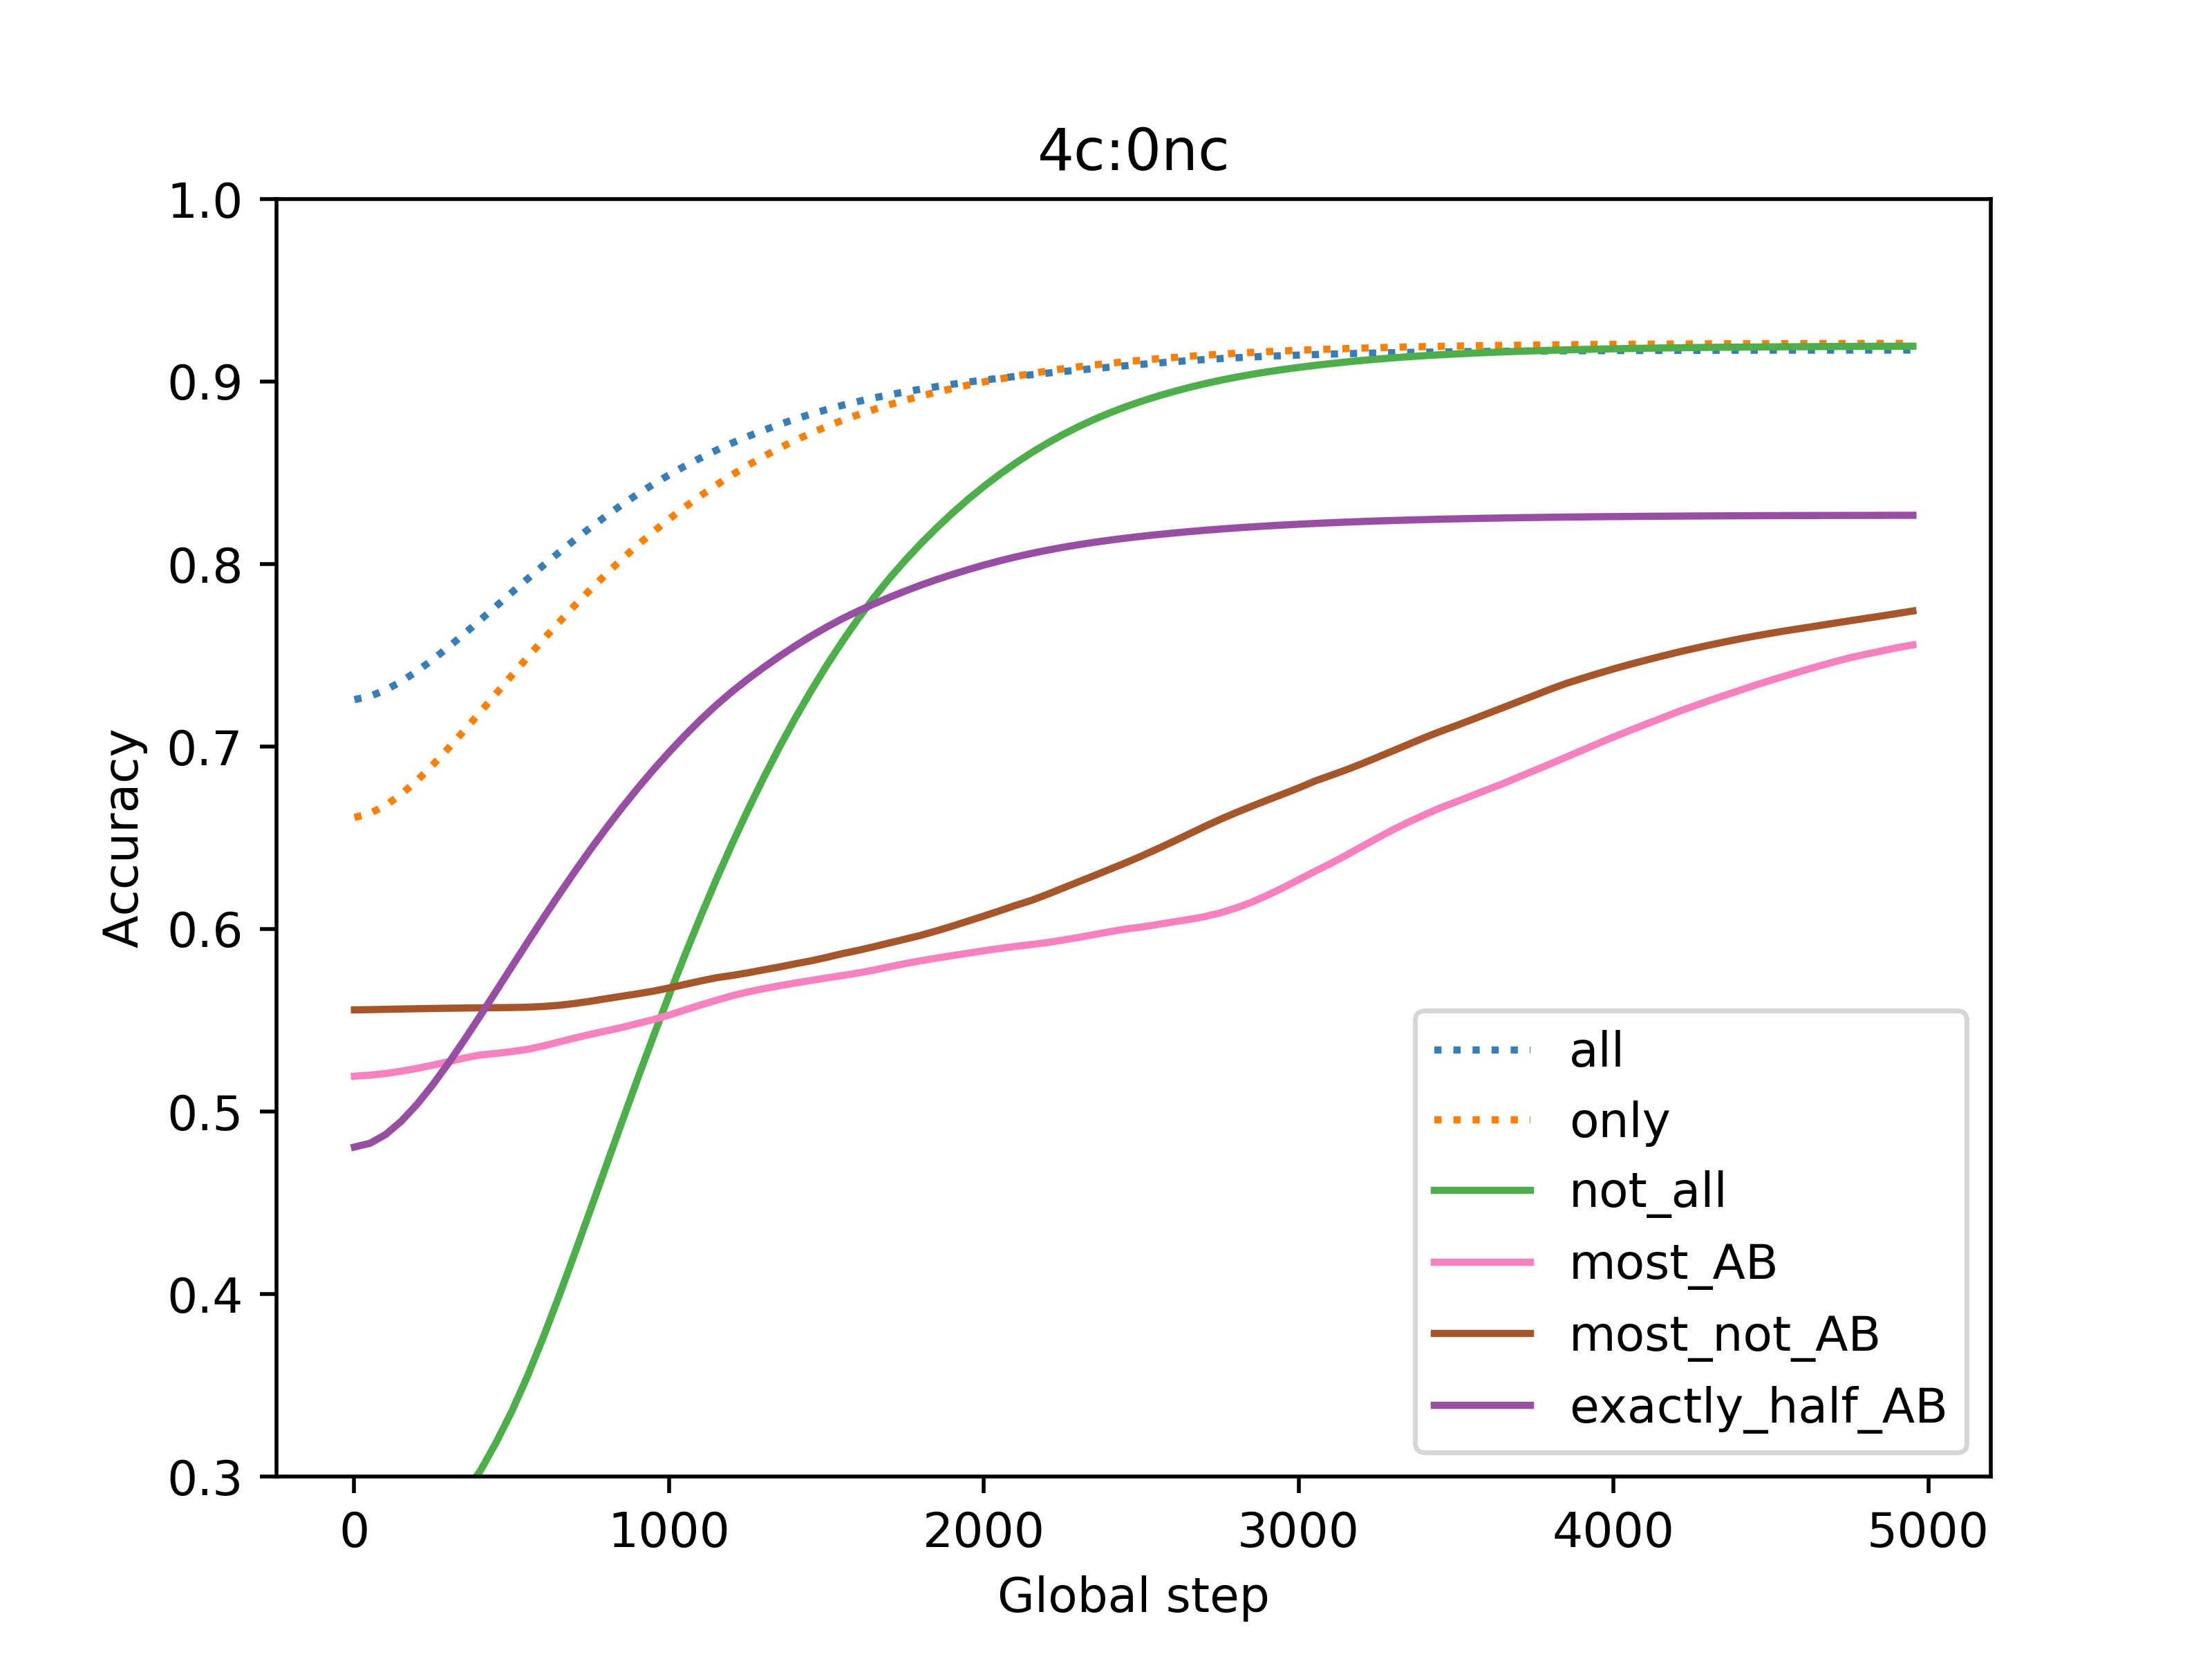 4c:0nc
1.0
0.9
0.8
0.7
0.6
0.5
0.4
0.3
Accuracy
all
only
not_all
most_AB
most_not_AB
exactly_half_AB
0 1000 2000 3000 4000 5000
Global step